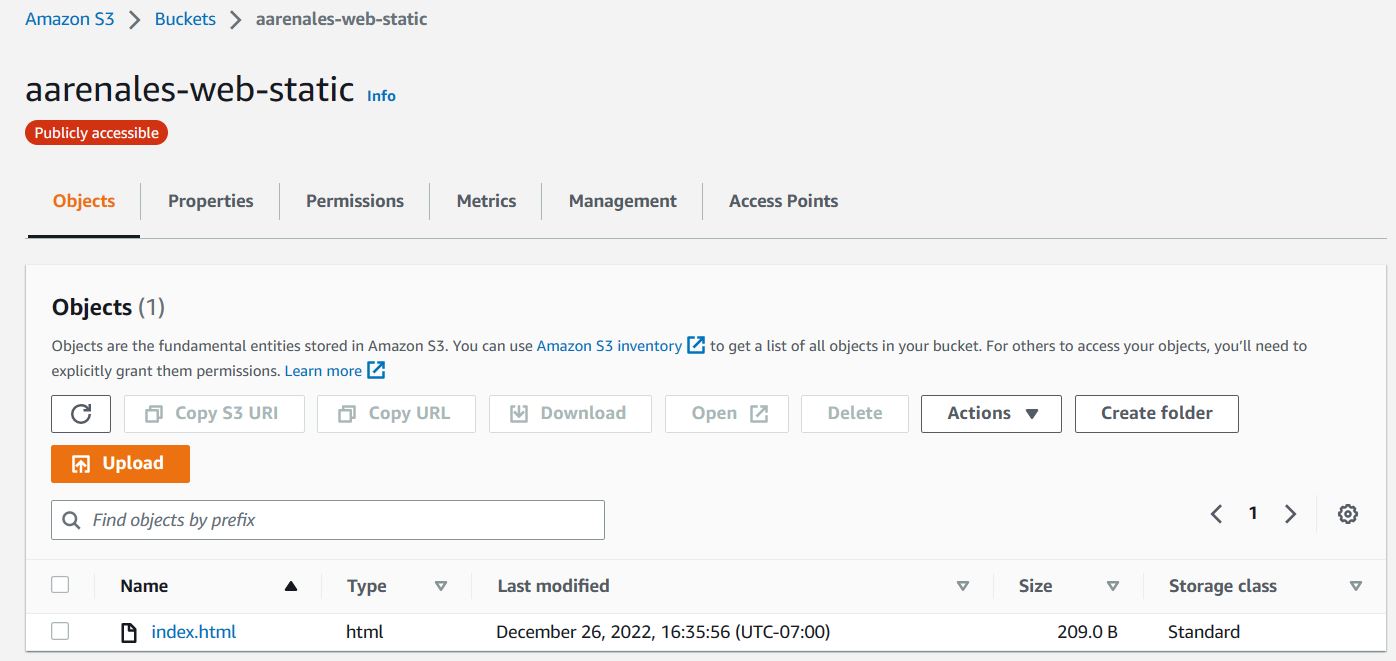 Amazon S3 > Buckets > aarenales-web-static
aarenales-web-static Info
Publicly accessible
Objects Properties Permissions Metrics Management Access Points
Objects (1)
Objects are the fundamental entities stored in Amazon S3. You can use Amazon S3 inventory to get a list of all objects in your bucket. For others to access your objects, you’ll need to
explicitly grant them permissions. Learn more
Copy S3 URI Copy URL Download Open Delete Actions Create folder
Upload
Find objects by prefix
1
Name Type Last modified Size Storage class
index.html html December 26, 2022, 16:35:56 (UTC-07:00) 209.0 B Standard